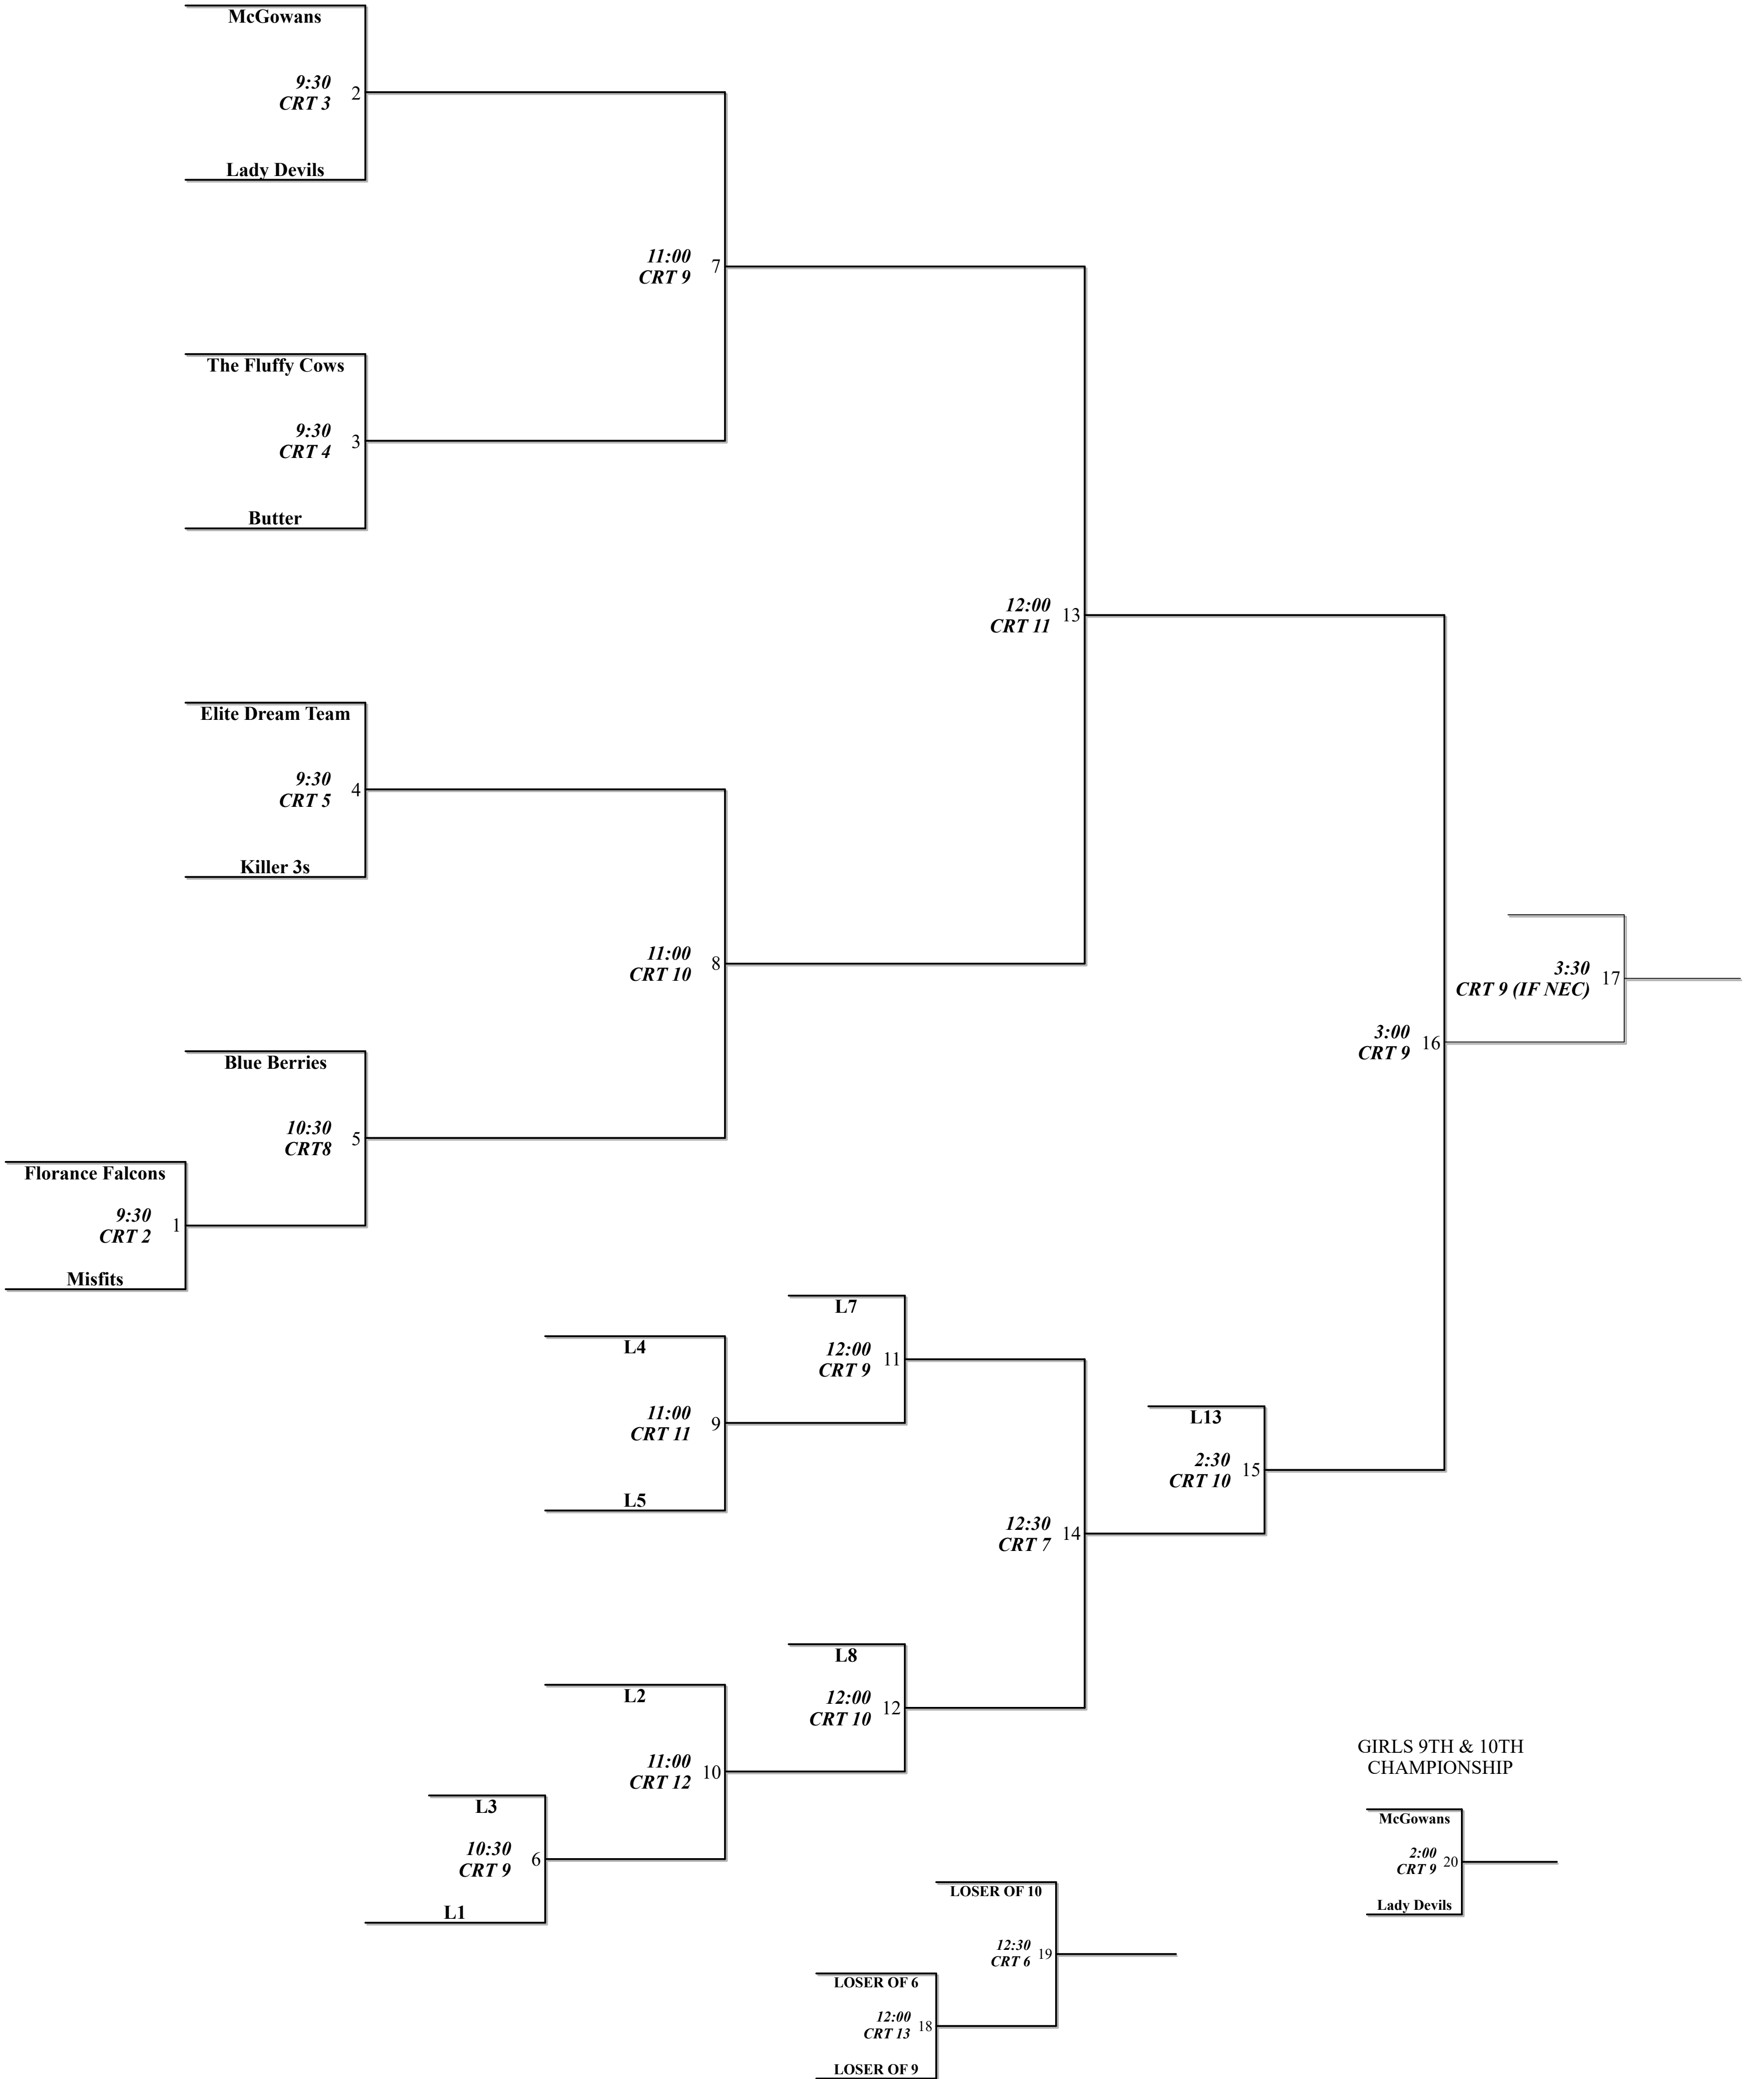 McGowans
9:30
CRT 3
2
Lady Devils
11:00
CRT 9
7
The Fluffy Cows
9:30
CRT 4
3
Butter
12:00
CRT 11
13
Elite Dream Team
9:30
CRT 5
4
Killer 3s
11:00
CRT 10
8
3:30
CRT 9 (IF NEC)
17
3:00
CRT 9
16
Blue Berries
10:30
CRT8
5
Florance Falcons
9:30
CRT 2
1
Misfits
L7
12:00
CRT 9
11
L4
11:00
CRT 11
9
L5
L13
2:30
CRT 10
15
12:30
CRT 7
14
L8
12:00
CRT 10
12
L2
11:00
CRT 12
10
L3
10:30
CRT 9
6
L1
GIRLS 9TH & 10TH
CHAMPIONSHIP
McGowans
2:00
CRT 9
20
Lady Devils
LOSER OF 10
12:30
CRT 6
19
LOSER OF 6
12:00
CRT 13
18
LOSER OF 9